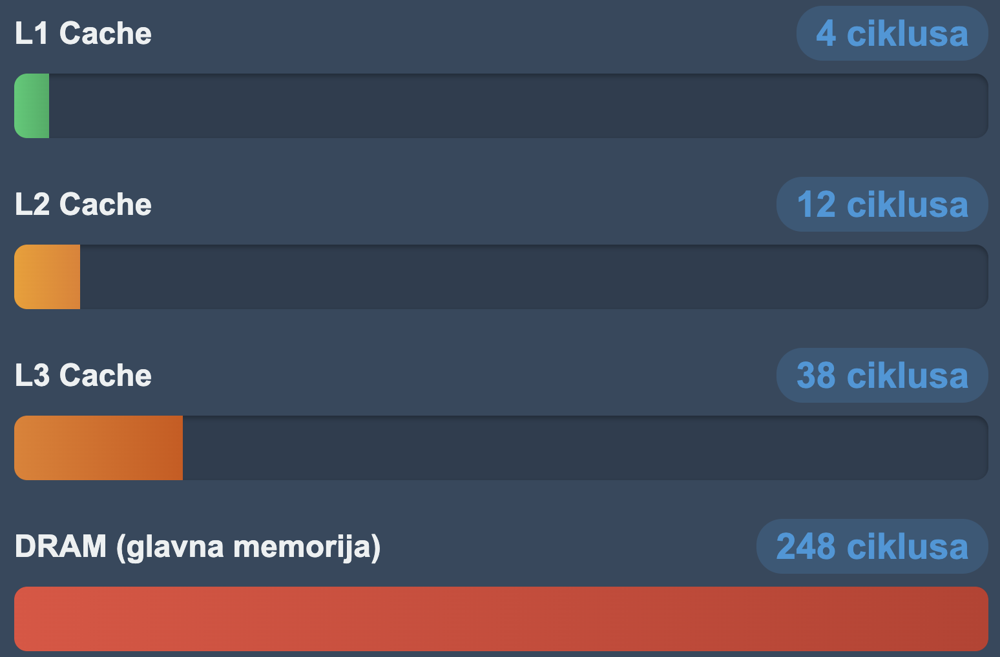 L1 Cache 4 ciklusa
L2 Cache 12 ciklusa
L3 Cache 38 ciklusa
DRAM (glavna memorija) 248 ciklusa